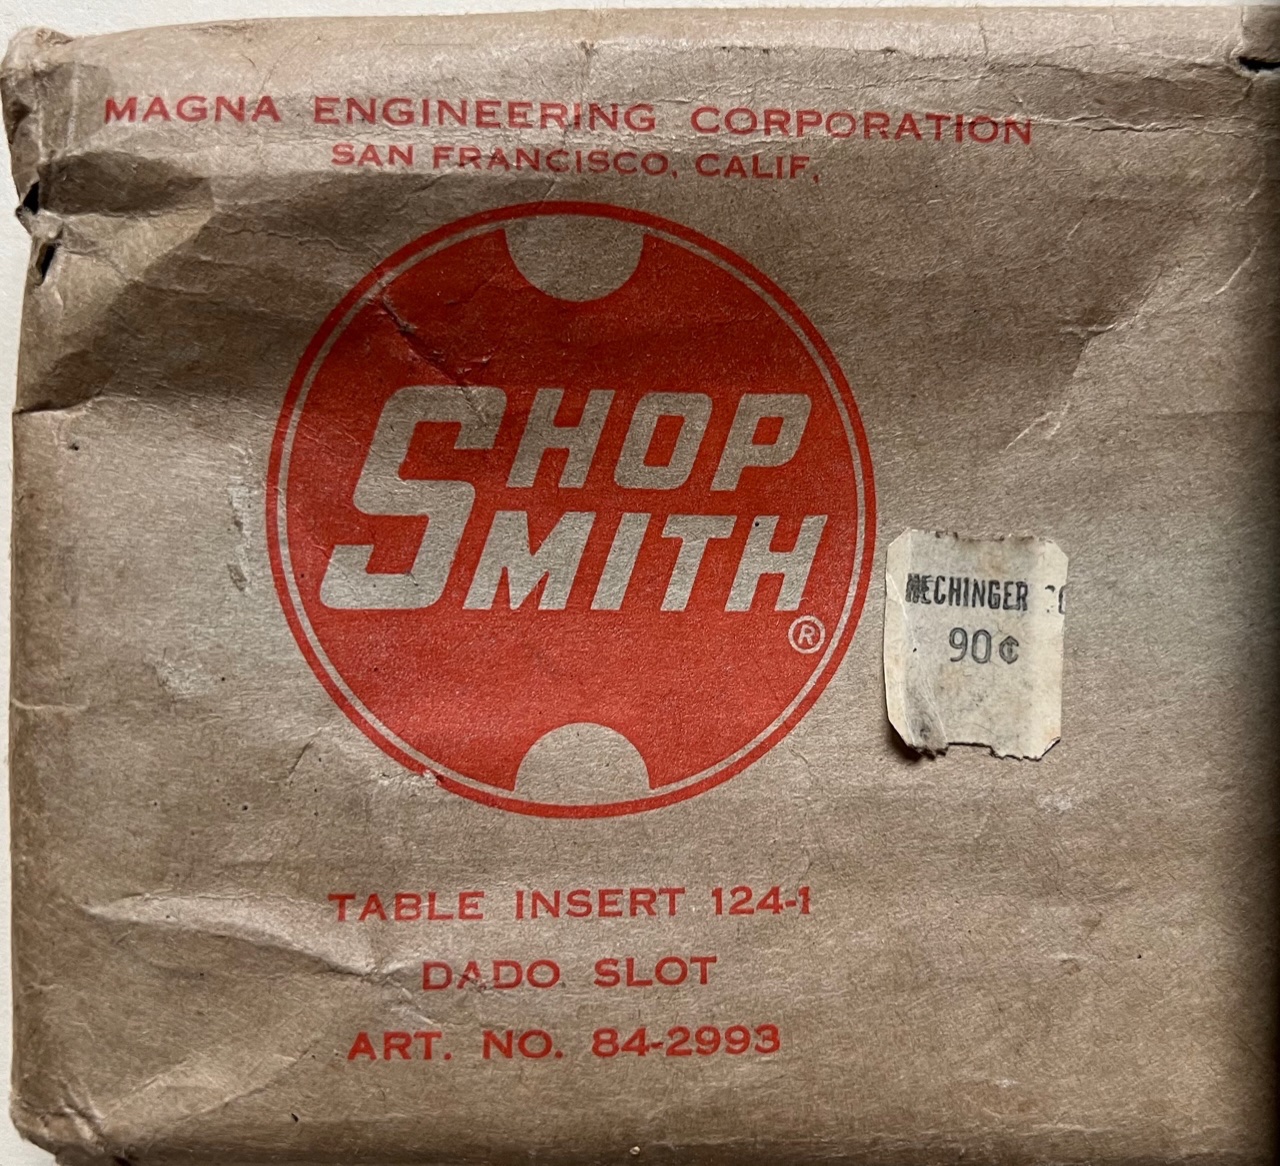 MAGNA ENGINEERING CORPORATION
SAN FRANCISCO, CALIF.
SHOP
SMITH
®
HECHINGER
90¢
TABLE INSERT 124-1
DADO SLOT
ART. NO. 84-2993